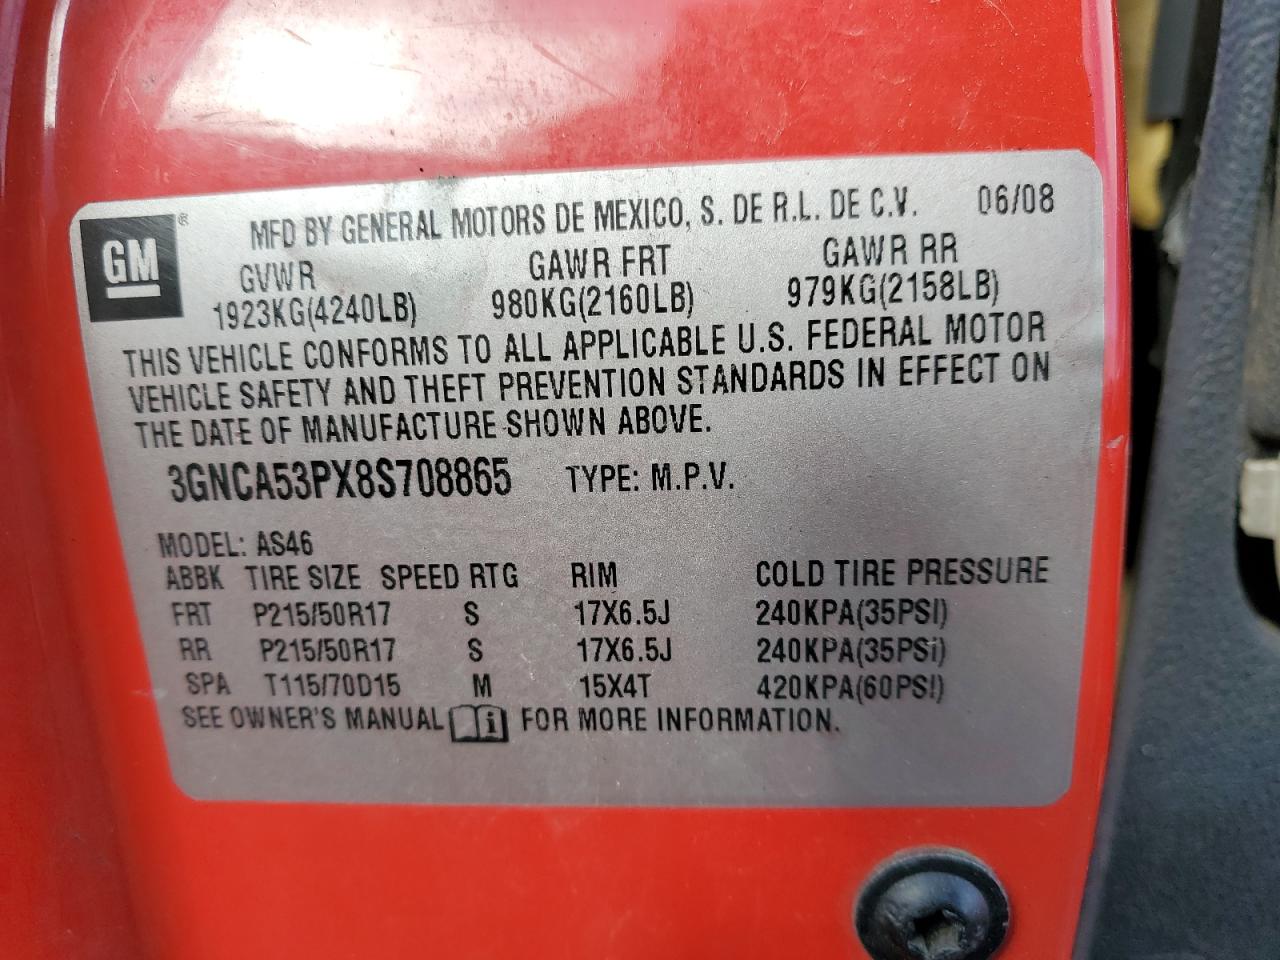 GM ® MFD BY GENERAL MOTORS DE MEXICO, S. DE R.L. DE C.V. 06/08
GVWR GAWR FRT GAWR RR
1923KG(4240LB) 980KG(2160LB) 979KG(2158LB)
THIS VEHICLE CONFORMS TO ALL APPLICABLE U.S. FEDERAL MOTOR
VEHICLE SAFETY AND THEFT PREVENTION STANDARDS IN EFFECT ON
THE DATE OF MANUFACTURE SHOWN ABOVE.
3GNCA53PX8S708865 TYPE: M.P.V.
MODEL: AS46
ABBK TIRE SIZE SPEED RTG RIM COLD TIRE PRESSURE
FRT P215/50R17 S 17X6.5J 240KPA(35PSI)
RR P215/50R17 S 17X6.5J 240KPA(35PSi)
SPA T115/70D15 M 15X4T 420KPA(60PSI)
SEE OWNER'S MANUAL i FOR MORE INFORMATION.